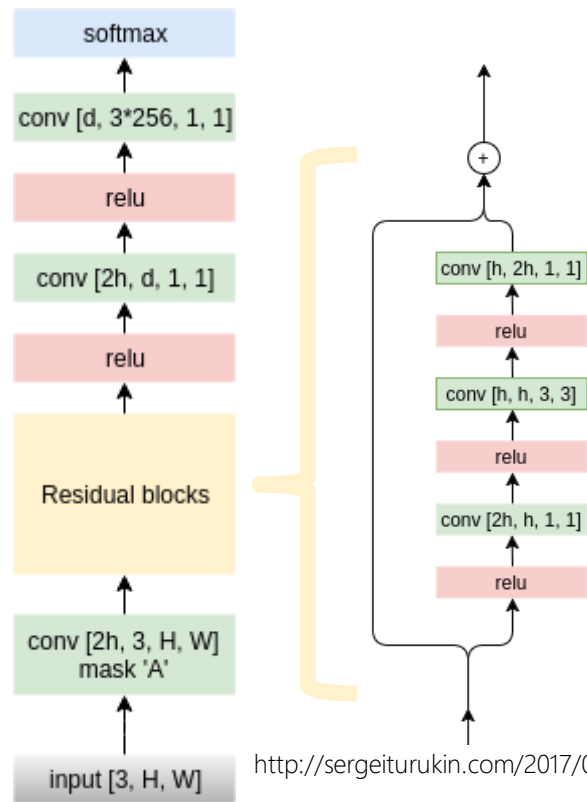 softmax
conv [d, 3*256, 1, 1]
relu
conv [2h, d, 1, 1]
relu
Residual blocks
conv [2h, 3, H, W]
mask 'A'
input [3, H, W]
+
conv [h, 2h, 1, 1]
relu
conv [h, h, 3, 3]
relu
conv [2h, h, 1, 1]
relu
http://sergeiturukin.com/2017/0